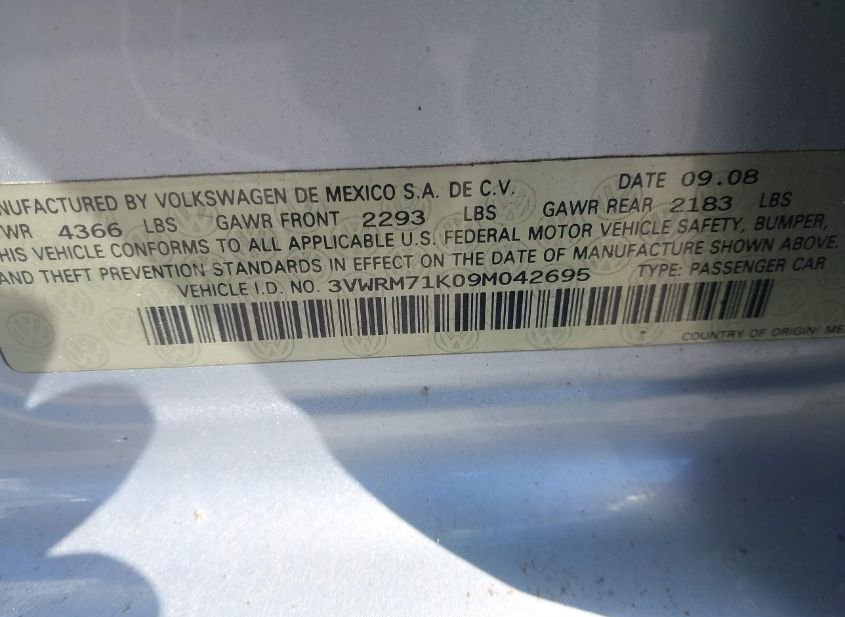 NUFACTURED BY VOLKSWAGEN DE MEXICO S.A. DE C.V. DATE 09.08
WR 4366 LBS GAWR FRONT 2293 LBS GAWR REAR 2183 LBS
HIS VEHICLE CONFORMS TO ALL APPLICABLE U.S. FEDERAL MOTOR VEHICLE SAFETY, BUMPER,
AND THEFT PREVENTION STANDARDS IN EFFECT ON THE DATE OF MANUFACTURE SHOWN ABOVE.
VEHICLE I.D. NO. 3VWRM71K09M042695 TYPE: PASSENGER CAR
COUNTRY OF ORIGIN: ME